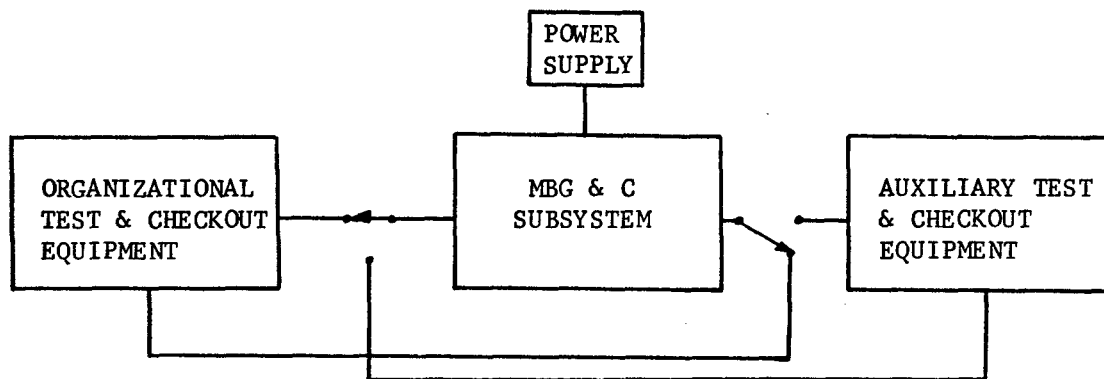 POWER
SUPPLY
ORGANIZATIONAL
TEST & CHECKOUT
EQUIPMENT
MBG & C
SUBSYSTEM
AUXILIARY TEST
& CHECKOUT
EQUIPMENT